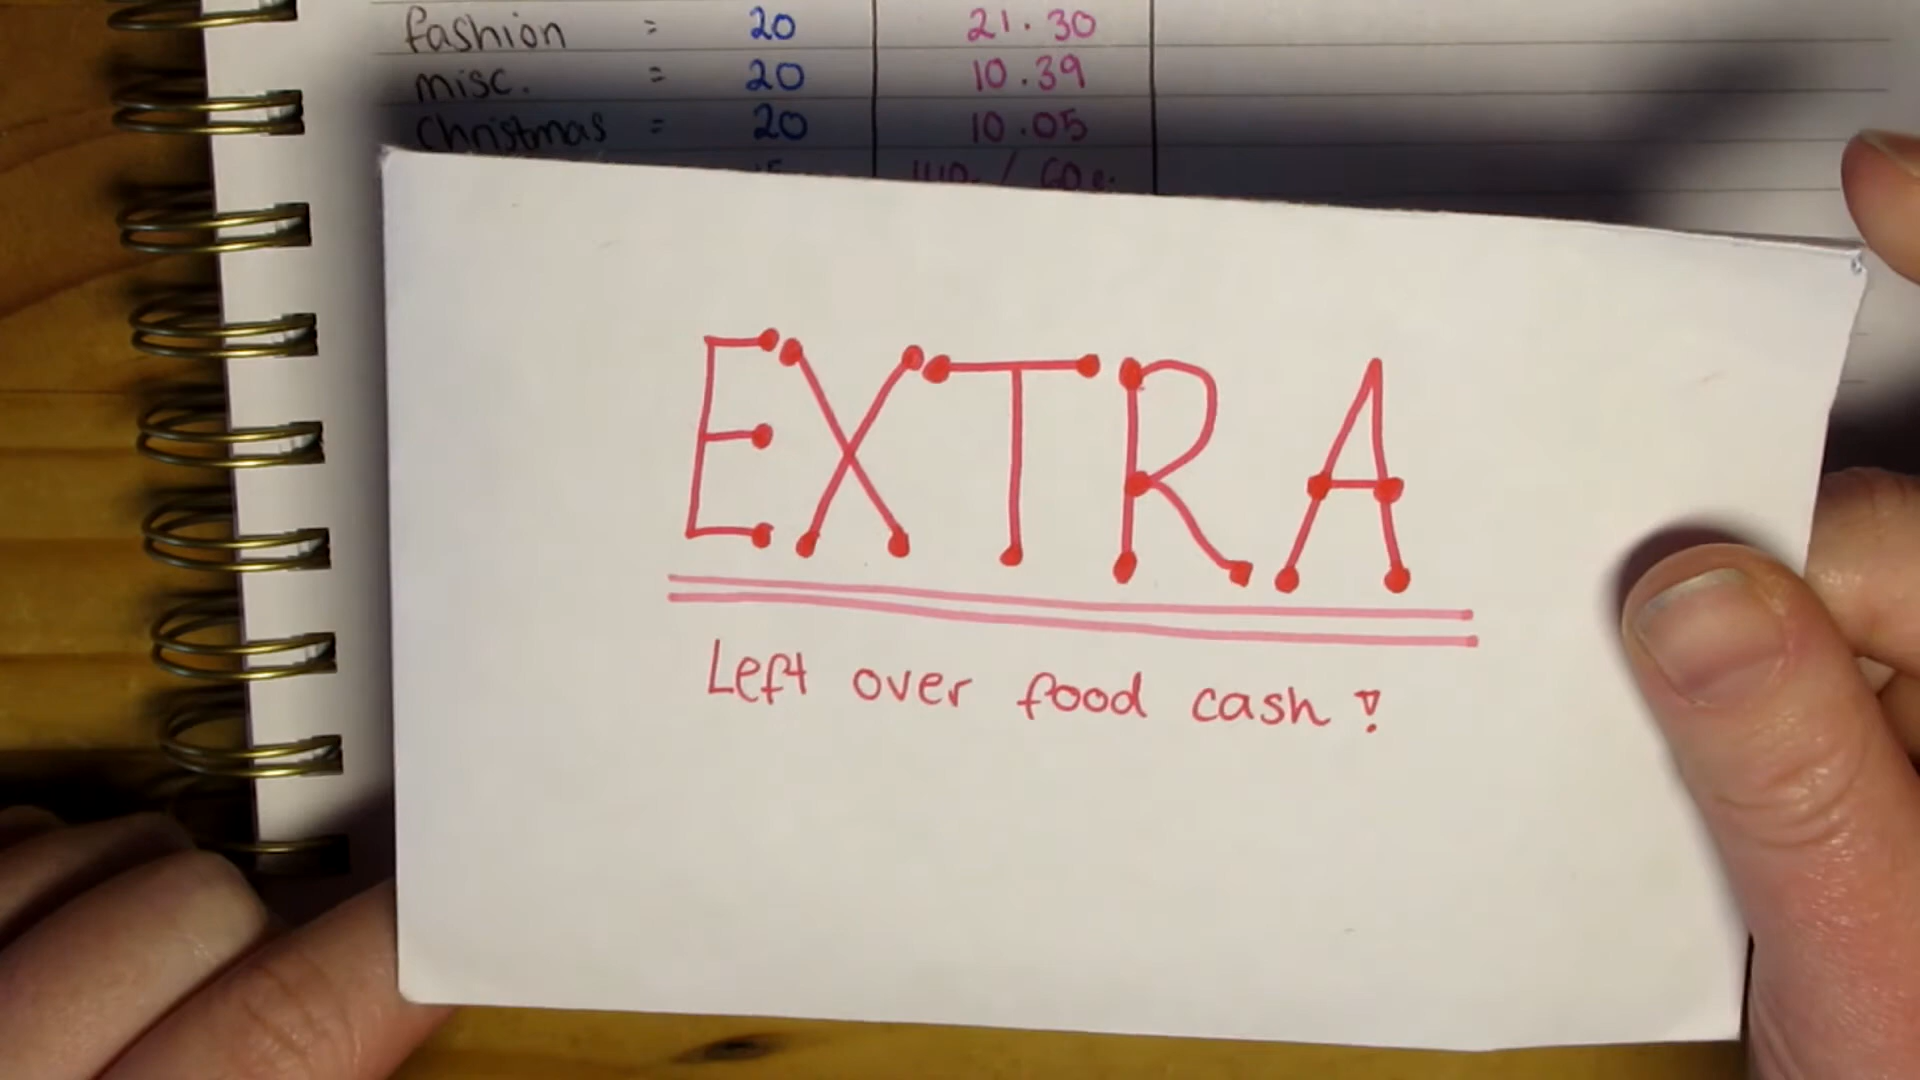 fashion = 20 21.30
misc. = 20 10.39
Christmas = 20 10.05
EXTRA
Left over food cash!